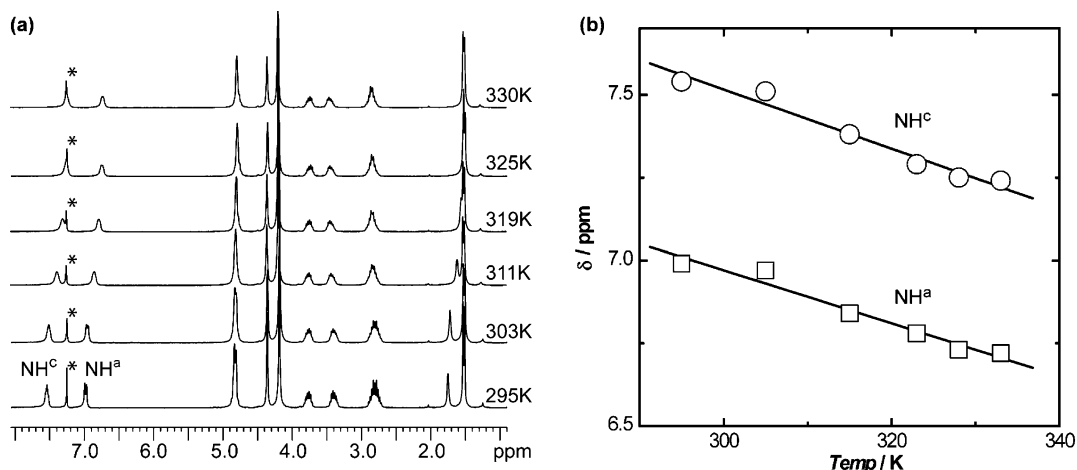 (a)
*
330K
*
325K
*
319K
*
311K
*
303K
NHᶜ * NHᵃ
295K
7.0 6.0 5.0 4.0 3.0 2.0 ppm
(b)
7.5
7.0
6.5
δ / ppm
NHᶜ
NHᵃ
300 320 340
Temp / K